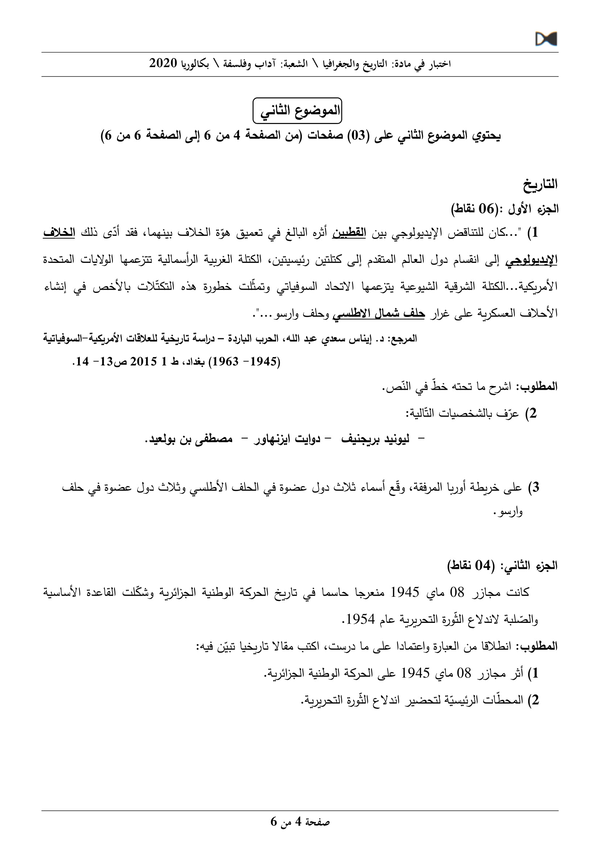 اختبار في مادة: التاريخ والجغرافيا \ الشعبة: آداب وفلسفة \ بكالوريا 2020
الموضوع الثاني
يحتوي الموضوع الثاني على (03) صفحات (من الصفحة 4 من 6 إلى الصفحة 6 من 6)
التاريخ
الجزء الأول :(06 نقاط)
1) "...كان للتناقض الإيديولوجي بين القطبين أثره البالغ في تعميق هوّة الخلاف بينهما، فقد أدّى ذلك الخلاف
الإيديولوجي إلى انقسام دول العالم المتقدم إلى كتلتين رئيسيتين، الكتلة الغربية الرأسمالية تتزعمها الولايات المتحدة
الأمريكية...الكتلة الشرقية الشيوعية يتزعمها الاتحاد السوفياتي وتمثّلت خطورة هذه التكتّلات بالأخص في إنشاء
الأحلاف العسكرية على غرار حلف شمال الاطلسي وحلف وارسو...".
المرجع: د. إيناس سعدي عبد الله، الحرب الباردة – دراسة تاريخية للعلاقات الأمريكية-السوفياتية
(1945- 1963) بغداد، ط 1 2015 ص13- 14.
المطلوب: اشرح ما تحته خطّ في النّص.
2) عرّف بالشخصيات التّالية:
- ليونيد بريجنيف - دوايت ايزنهاور - مصطفى بن بولعيد.
3) على خريطة أوربا المرفقة، وقّع أسماء ثلاث دول عضوة في الحلف الأطلسي وثلاث دول عضوة في حلف
وارسو.
الجزء الثاني: (04 نقاط)
كانت مجازر 08 ماي 1945 منعرجا حاسما في تاريخ الحركة الوطنية الجزائرية وشكّلت القاعدة الأساسية
والصّلبة لاندلاع الثّورة التحريرية عام 1954.
المطلوب: انطلاقا من العبارة واعتمادا على ما درست، اكتب مقالا تاريخيا تبيّن فيه:
1) أثر مجازر 08 ماي 1945 على الحركة الوطنية الجزائرية.
2) المحطّات الرئيسيّة لتحضير اندلاع الثّورة التحريرية.
صفحة 4 من 6